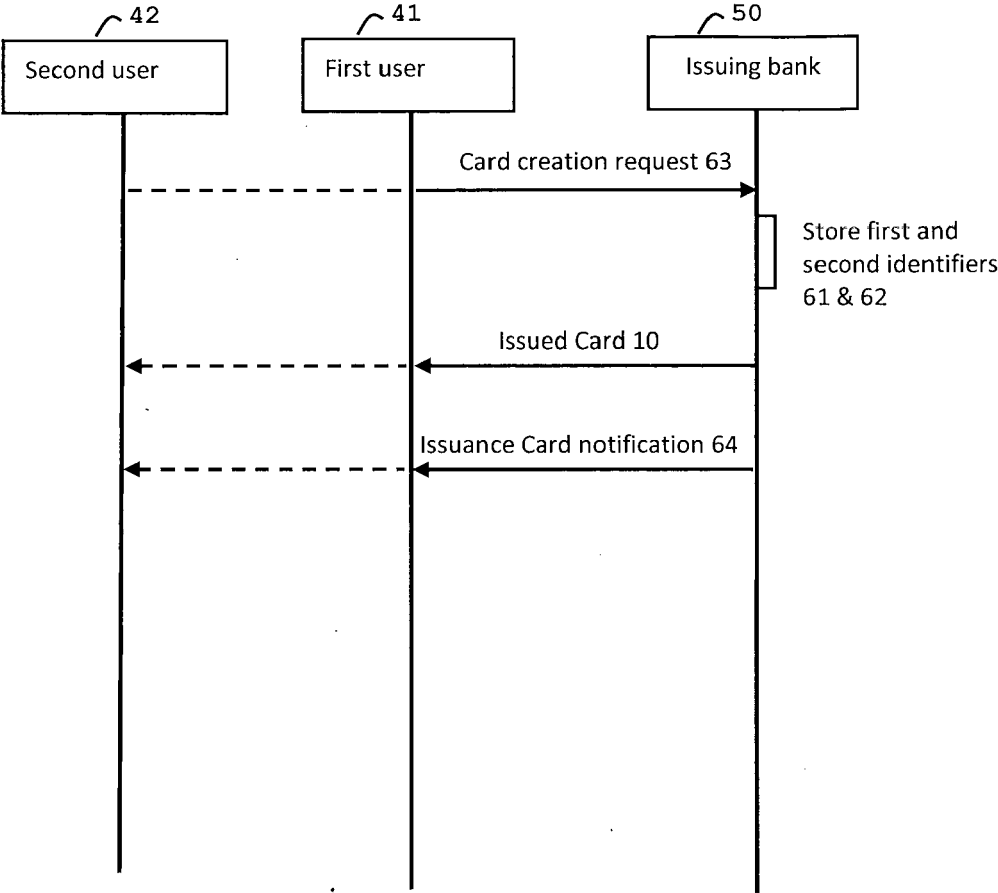 42
41
50
Second user
First user
Issuing bank
Card creation request 63
Store first and
second identifiers
61 & 62
Issued Card 10
Issuance Card notification 64